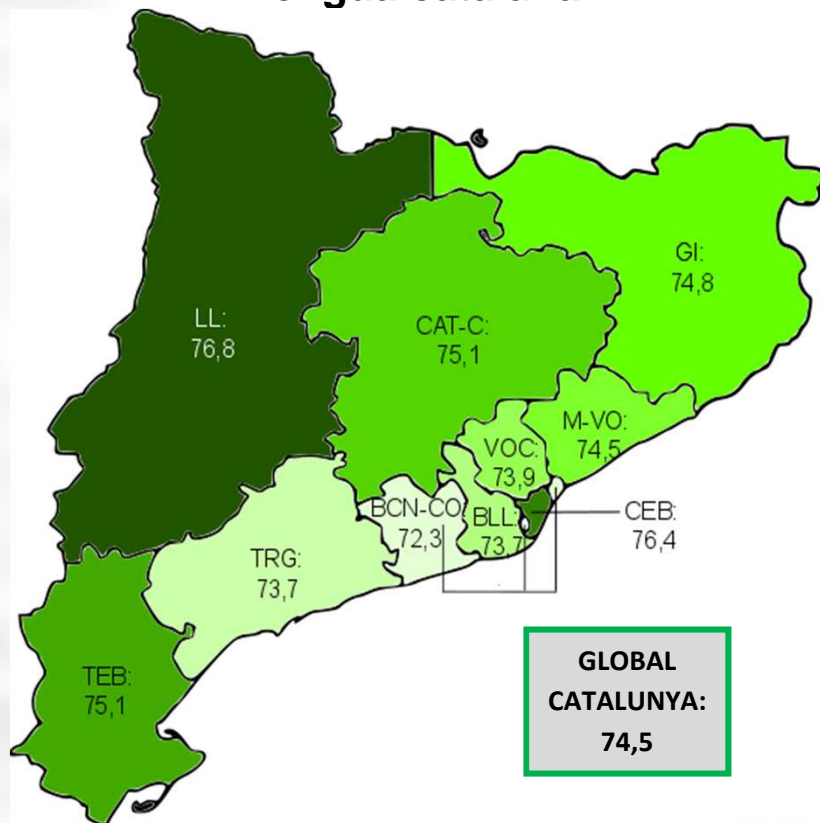 LL:
76,8
CAT-C:
75,1
GI:
74,8
M-VO:
74,5
VOC:
73,9
BCN-CO
72,3
BLL:
73,7
CEB:
76,4
TRG:
73,7
TEB:
75,1
GLOBAL
CATALUNYA:
74,5